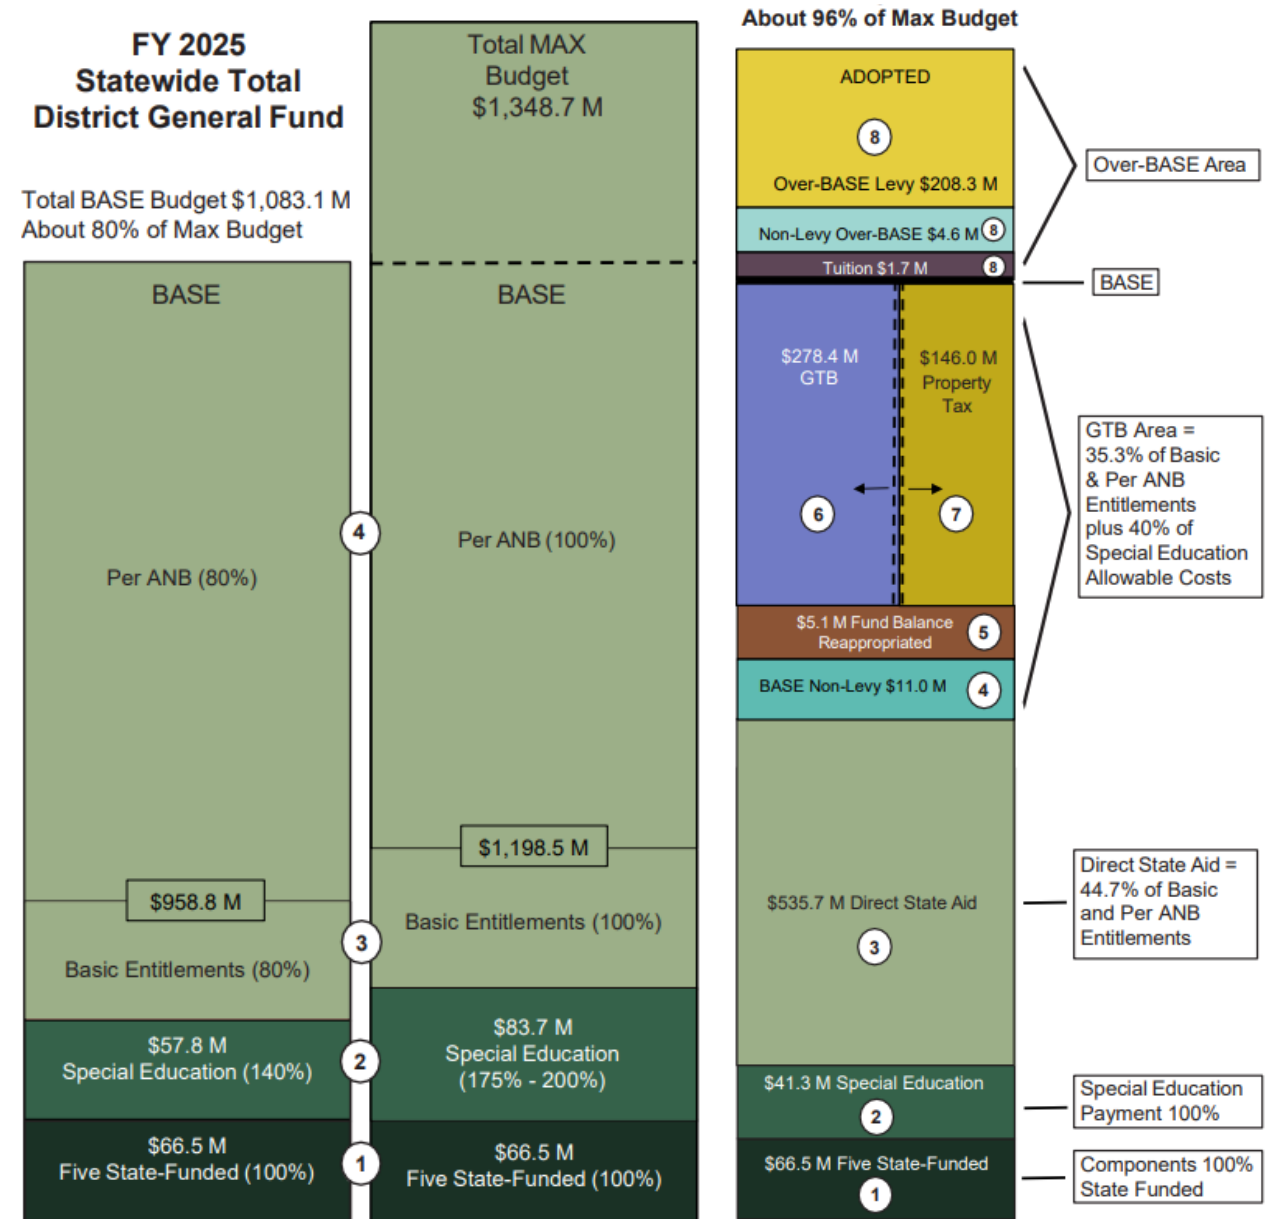 FY 2025
Statewide Total
District General Fund
Total BASE Budget $1,083.1 M
About 80% of Max Budget
BASE
Per ANB (80%)
$958.8 M
Basic Entitlements (80%)
$57.8 M
Special Education (140%)
$66.5 M
Five State-Funded (100%)
4
3
2
1
Total MAX
Budget
$1,348.7 M
BASE
Per ANB (100%)
$1,198.5 M
Basic Entitlements (100%)
$83.7 M
Special Education
(175% - 200%)
$66.5 M
Five State-Funded (100%)
About 96% of Max Budget
ADOPTED
8
Over-BASE Levy $208.3 M
Non-Levy Over-BASE $4.6 M 8
Tuition $1.7 M 8
$278.4 M
GTB
6
$146.0 M
Property
Tax
7
$5.1 M Fund Balance
Reappropriated
5
BASE Non-Levy $11.0 M 4
$535.7 M Direct State Aid
3
$41.3 M Special Education
2
$66.5 M Five State-Funded
1
Over-BASE Area
BASE
GTB Area =
35.3% of Basic
& Per ANB
Entitlements
plus 40% of
Special Education
Allowable Costs
Direct State Aid =
44.7% of Basic
and Per ANB
Entitlements
Special Education
Payment 100%
Components 100%
State Funded